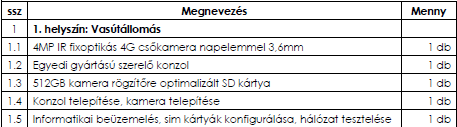 ssz Megnevezés Menny
1 1. helyszín: Vasútállomás
1.1 4MP IR fixoptikás 4G csőkamera napelemmel 3,6mm 1 db
1.2 Egyedi gyártású szerelő konzol 1 db
1.3 512GB kamera rögzítőre optimalizált SD kártya 1 db
1.4 Konzol telepítése, kamera telepítése 1 db
1.5 Informatikai beüzemelés, sim kártyák konfigurálása, hálózat tesztelése 1 db